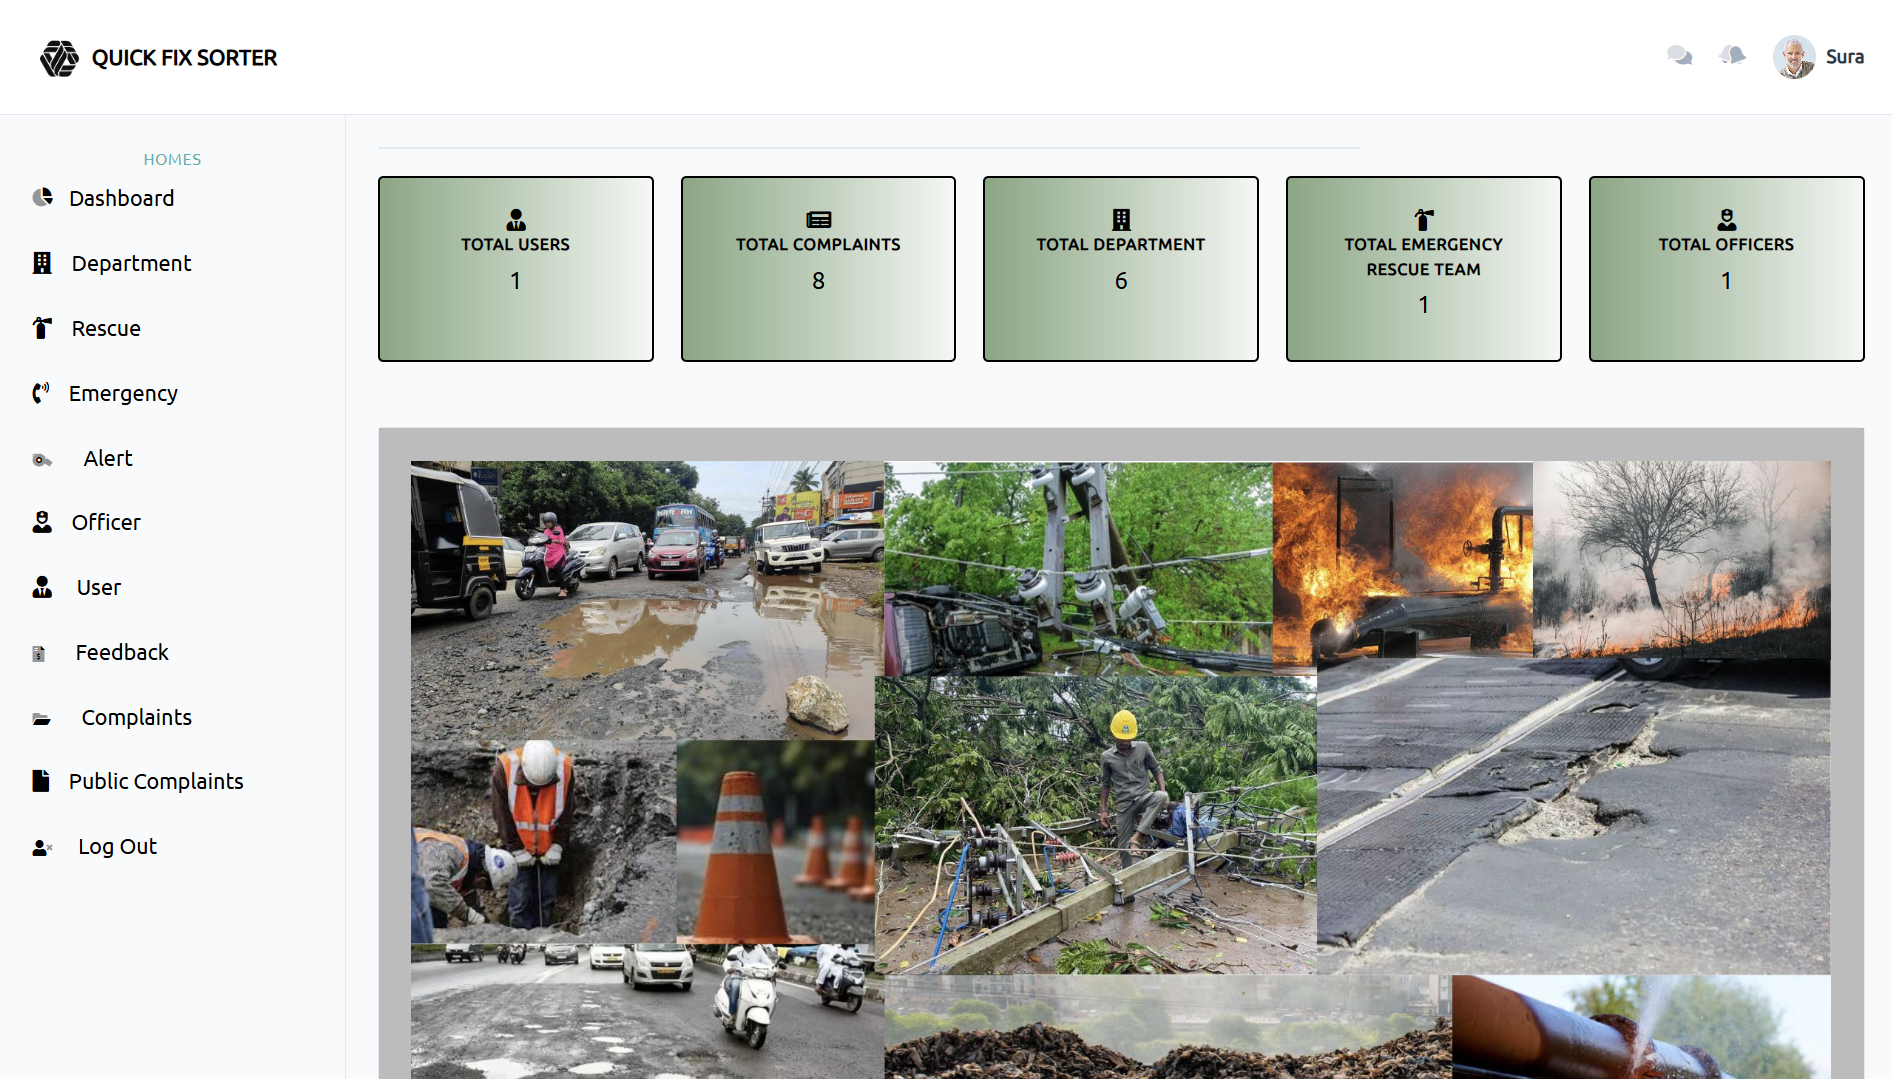 QUICK FIX SORTER
Sura
HOMES
Dashboard
Department
Rescue
Emergency
Alert
Officer
User
Feedback
Complaints
Public Complaints
Log Out
TOTAL USERS
1
TOTAL COMPLAINTS
8
TOTAL DEPARTMENT
6
TOTAL EMERGENCY
RESCUE TEAM
1
TOTAL OFFICERS
1